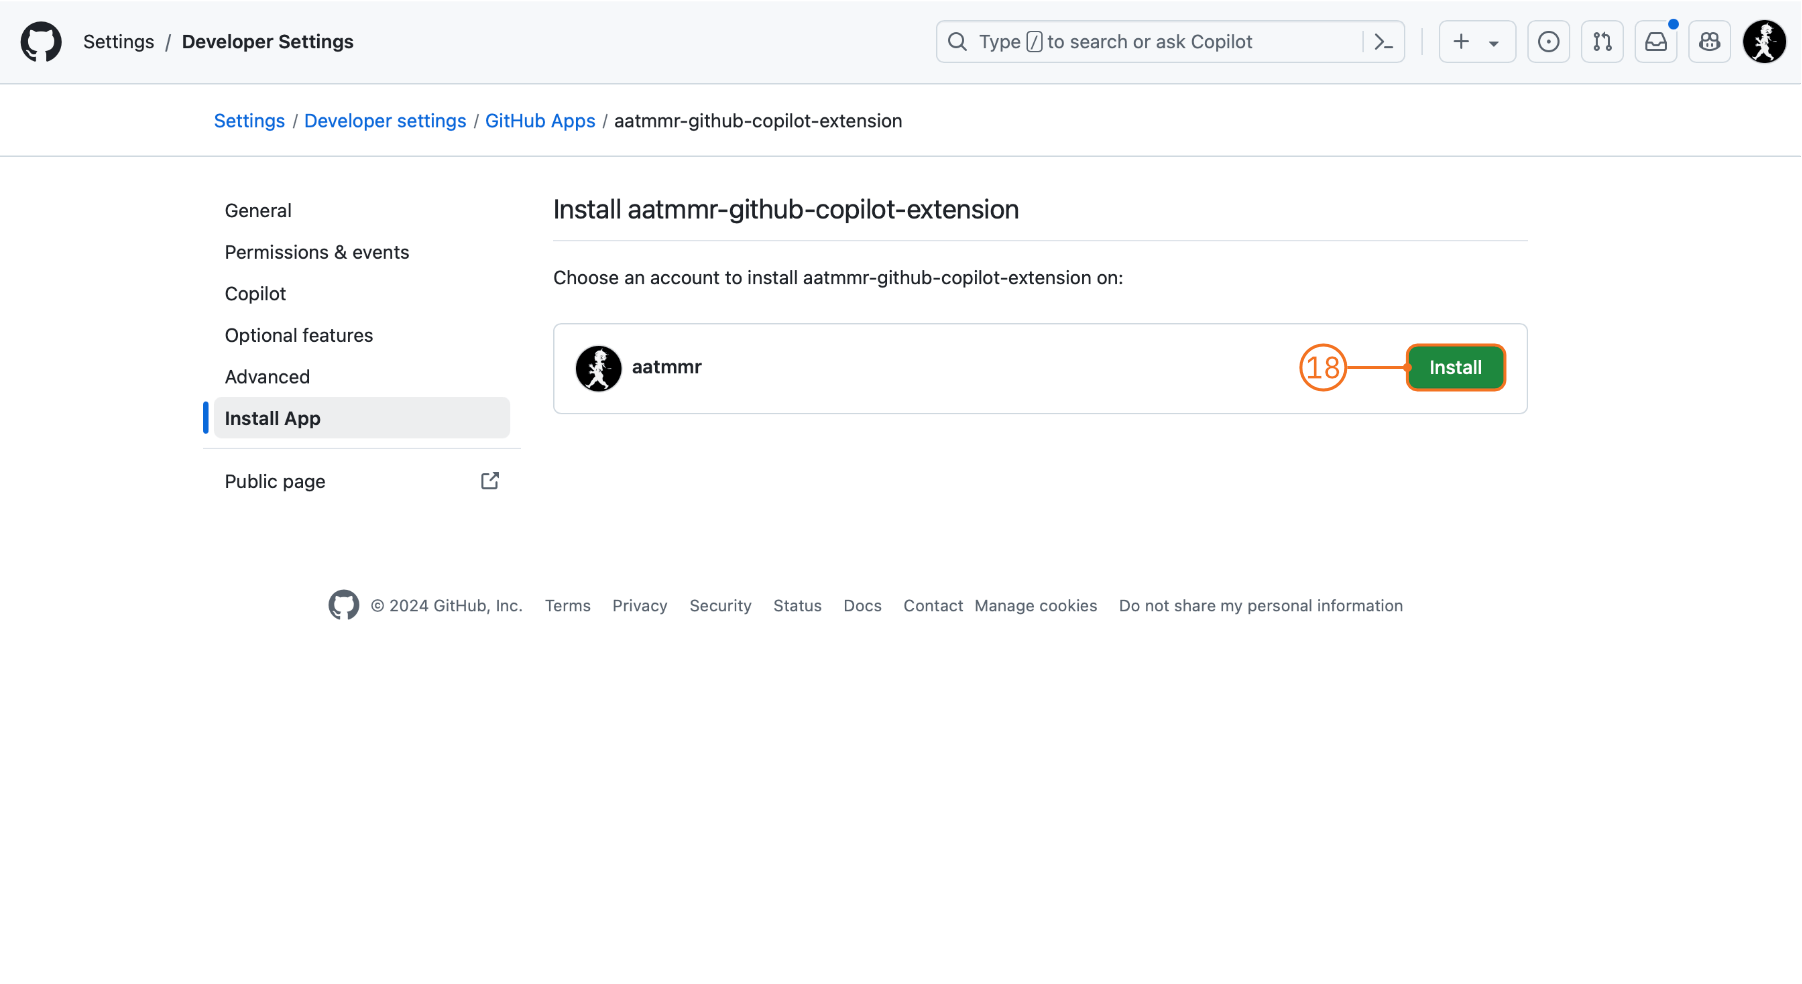 Settings / Developer Settings
Type / to search or ask Copilot
Settings / Developer settings / GitHub Apps / aatmmr-github-copilot-extension
General
Permissions & events
Copilot
Optional features
Advanced
Install App
Public page
Install aatmmr-github-copilot-extension
Choose an account to install aatmmr-github-copilot-extension on:
aatmmr
18
Install
© 2024 GitHub, Inc. Terms Privacy Security Status Docs Contact Manage cookies Do not share my personal information